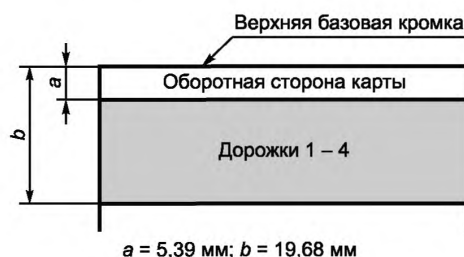 Верхняя базовая кромка
Оборотная сторона карты
a
b
Дорожки 1 – 4
a = 5,39 мм; b = 19,68 мм